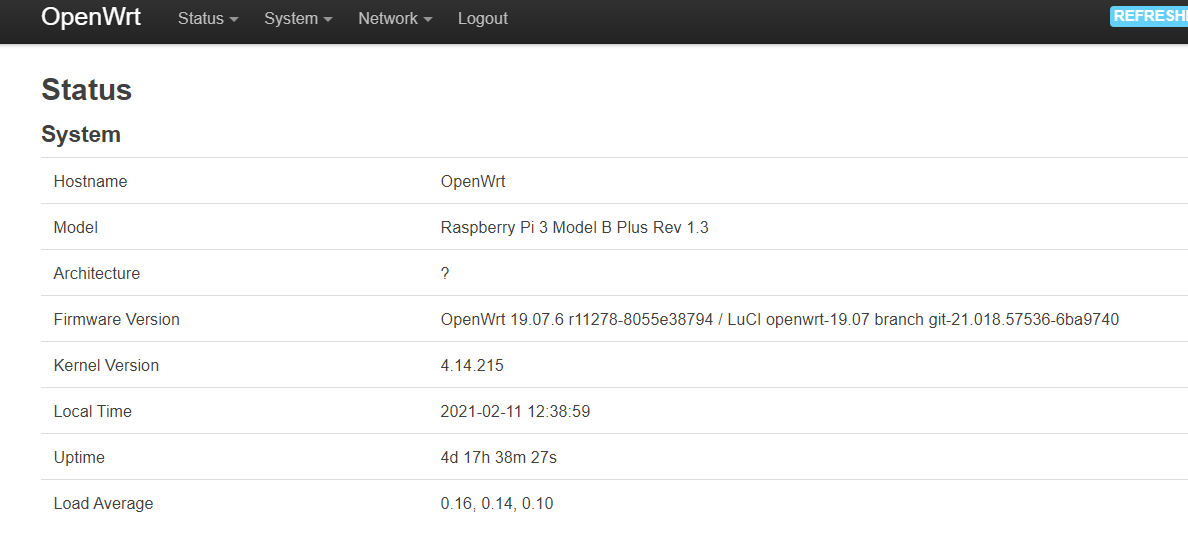 OpenWrt Status System Network Logout REFRESHI
Status
System
Hostname OpenWrt
Model Raspberry Pi 3 Model B Plus Rev 1.3
Architecture ?
Firmware Version OpenWrt 19.07.6 r11278-8055e38794 / LuCI openwrt-19.07 branch git-21.018.57536-6ba9740
Kernel Version 4.14.215
Local Time 2021-02-11 12:38:59
Uptime 4d 17h 38m 27s
Load Average 0.16, 0.14, 0.10